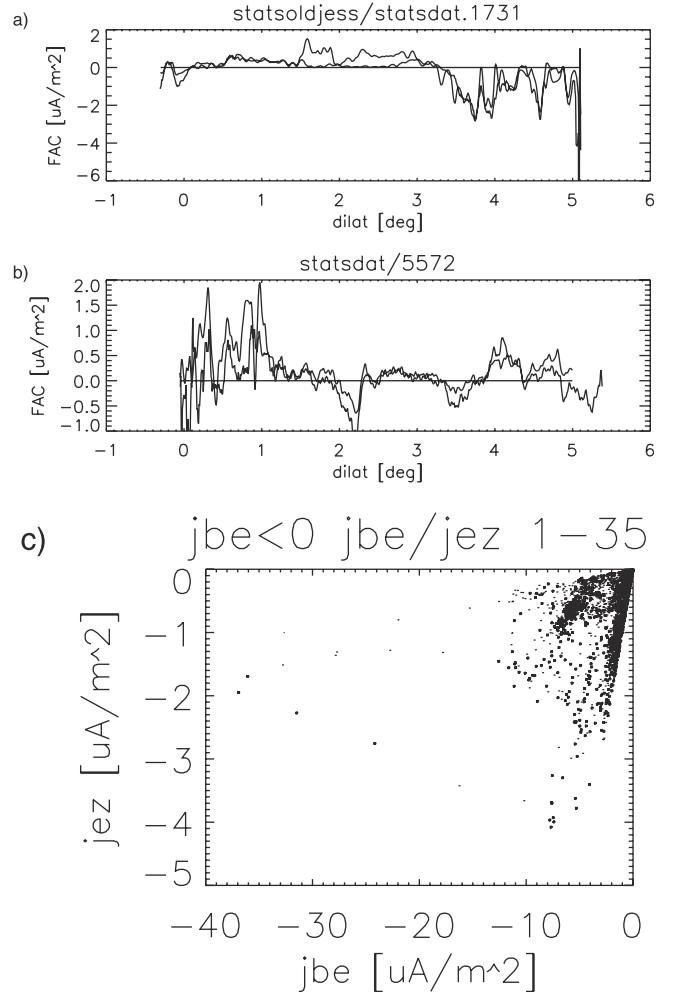 a)
statsoldjess/statsdat.1731
FAC [uA/m^2]
2
0
−2
−4
−6
−1 0 1 2 3 4 5 6
dilat [deg]
b)
statsdat/5572
FAC [uA/m^2]
2.0
1.5
1.0
0.5
0.0
−0.5
−1.0
−1 0 1 2 3 4 5 6
dilat [deg]
c)
jbe<0 jbe/jez 1−35
jez [uA/m^2]
0
−1
−2
−3
−4
−5
−40 −30 −20 −10 0
jbe [uA/m^2]